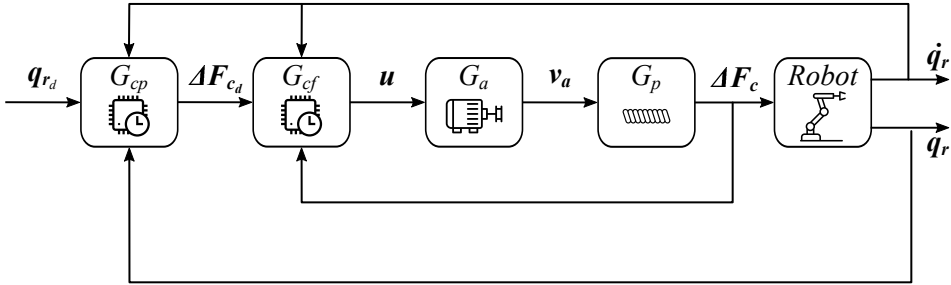 q̇_r
q_{r_d}
G_{cp}
ΔF_{c_d}
G_{cf}
u
G_a
v_a
G_p
ΔF_c
Robot
q_r